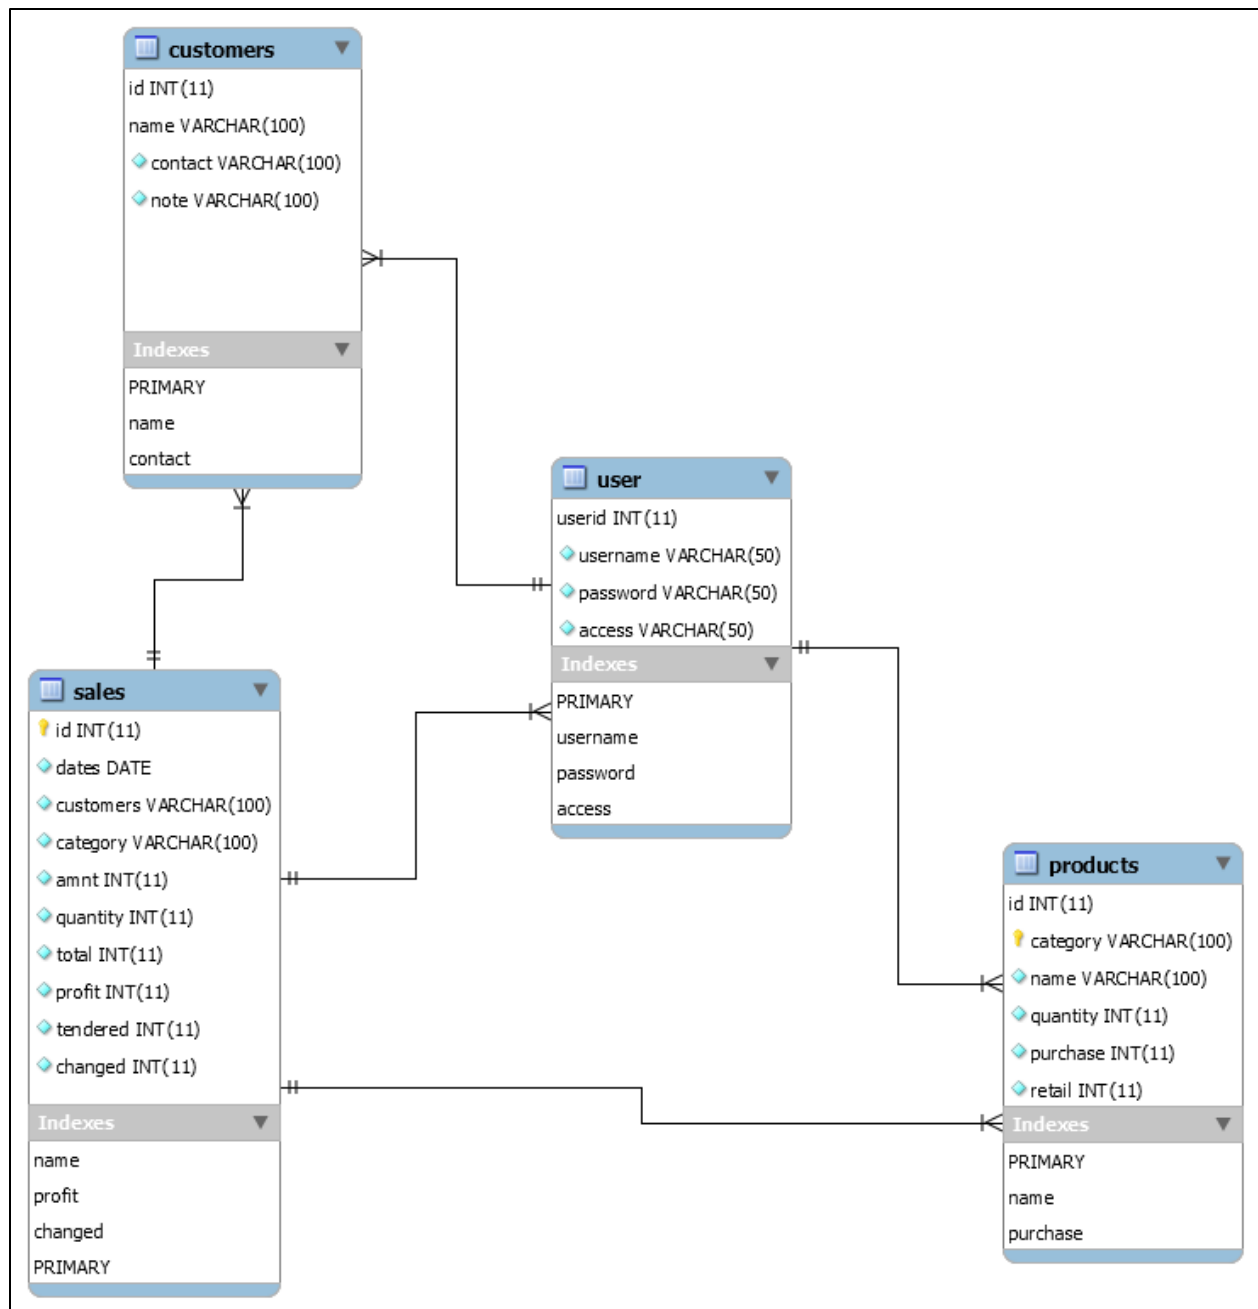 customers
id INT(11)
name VARCHAR(100)
contact VARCHAR(100)
note VARCHAR(100)
Indexes
PRIMARY
name
contact
user
userid INT(11)
username VARCHAR(50)
password VARCHAR(50)
access VARCHAR(50)
Indexes
PRIMARY
username
password
access
sales
id INT(11)
dates DATE
customers VARCHAR(100)
category VARCHAR(100)
amnt INT(11)
quantity INT(11)
total INT(11)
profit INT(11)
tendered INT(11)
changed INT(11)
Indexes
name
profit
changed
PRIMARY
products
id INT(11)
category VARCHAR(100)
name VARCHAR(100)
quantity INT(11)
purchase INT(11)
retail INT(11)
Indexes
PRIMARY
name
purchase